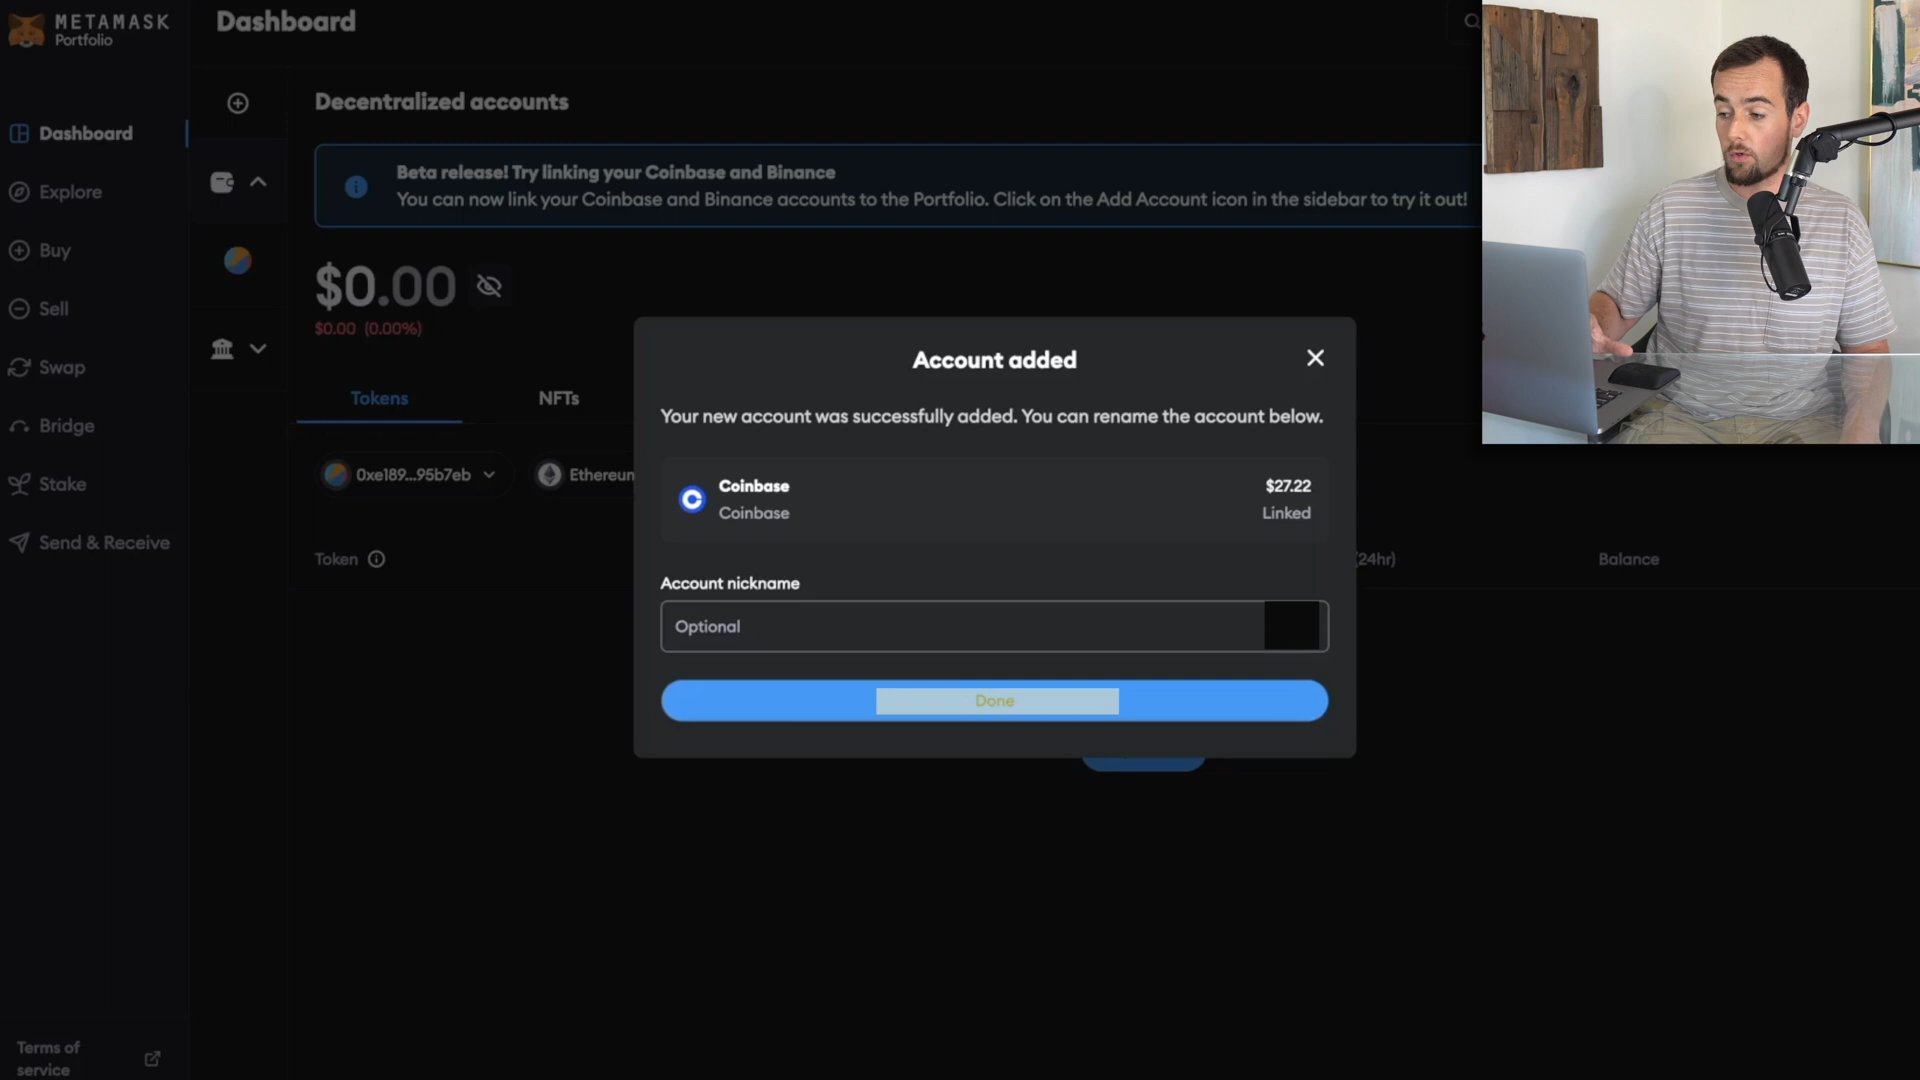 METAMASK
Portfolio
Dashboard
Dashboard
Explore
Buy
Sell
Swap
Bridge
Stake
Send & Receive
Terms of
service
Decentralized accounts
Beta release! Try linking your Coinbase and Binance
You can now link your Coinbase and Binance accounts to the Portfolio. Click on the Add Account icon in the sidebar to try it out!
$0.00
$0.00 (0.00%)
Tokens
NFTs
0xe189...95b7eb
Ethereum
Token
(24hr)
Balance
Account added
Your new account was successfully added. You can rename the account below.
Coinbase
$27.22
Coinbase
Linked
Account nickname
Optional
Done